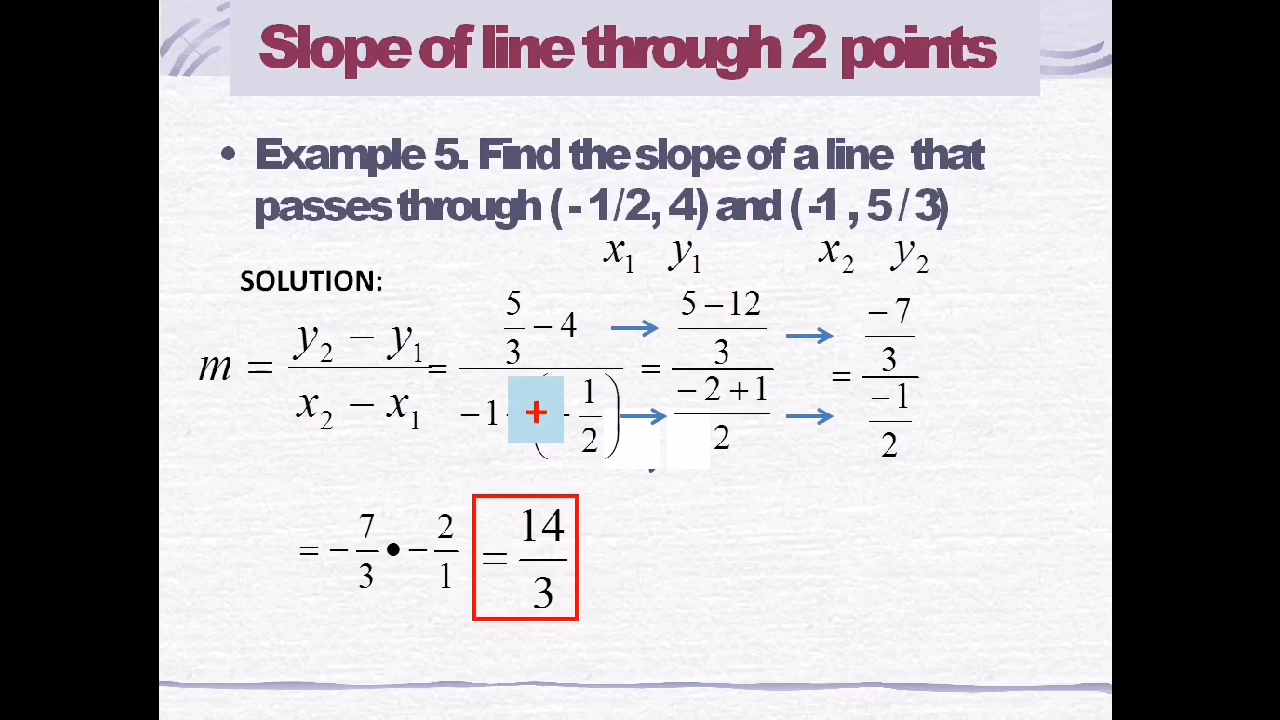 Slope of line through 2 points
• Example 5. Find the slope of a line that
passes through ( - 1/2, 4) and ( -1 , 5 / 3)
x₁ y₁ x₂ y₂
SOLUTION:
m = (y₂ − y₁)/(x₂ − x₁) = (5/3 − 4)/(−1 + 1/2) → = ((5 − 12)/3)/((−2 + 1)/2) → = (−7/3)/(−1/2)
= − 7/3 • − 2/1 = 14/3